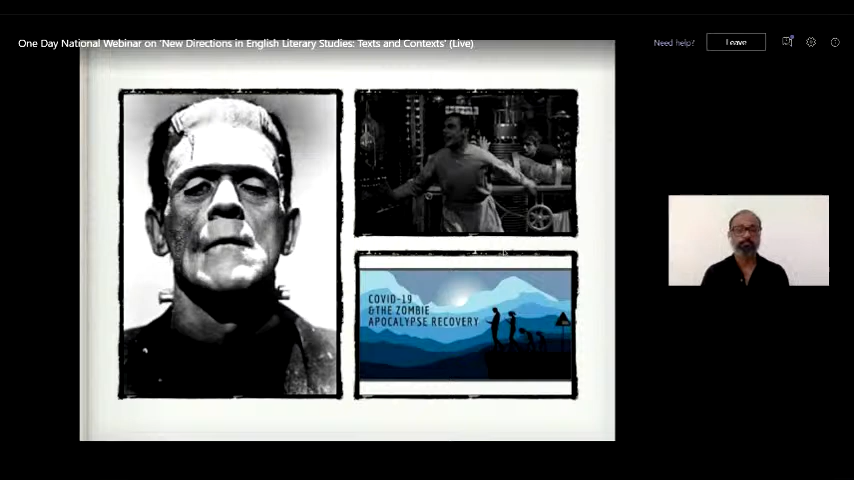 One Day National Webinar on 'New Directions in English Literary Studies: Texts and Contexts' (Live)
Need help?
Leave
COVID-19
&THE ZOMBIE
APOCALYPSE RECOVERY